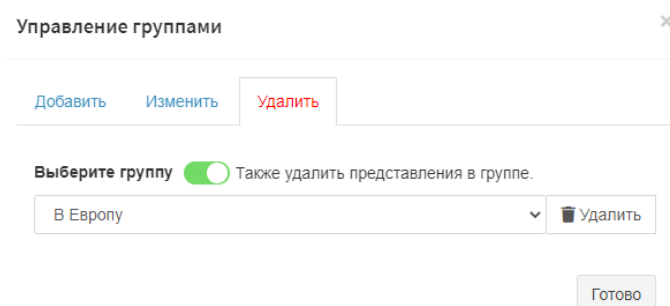 Управление группами
Добавить Изменить Удалить
Выберите группу Также удалить представления в группе.
В Европу Удалить
Готово